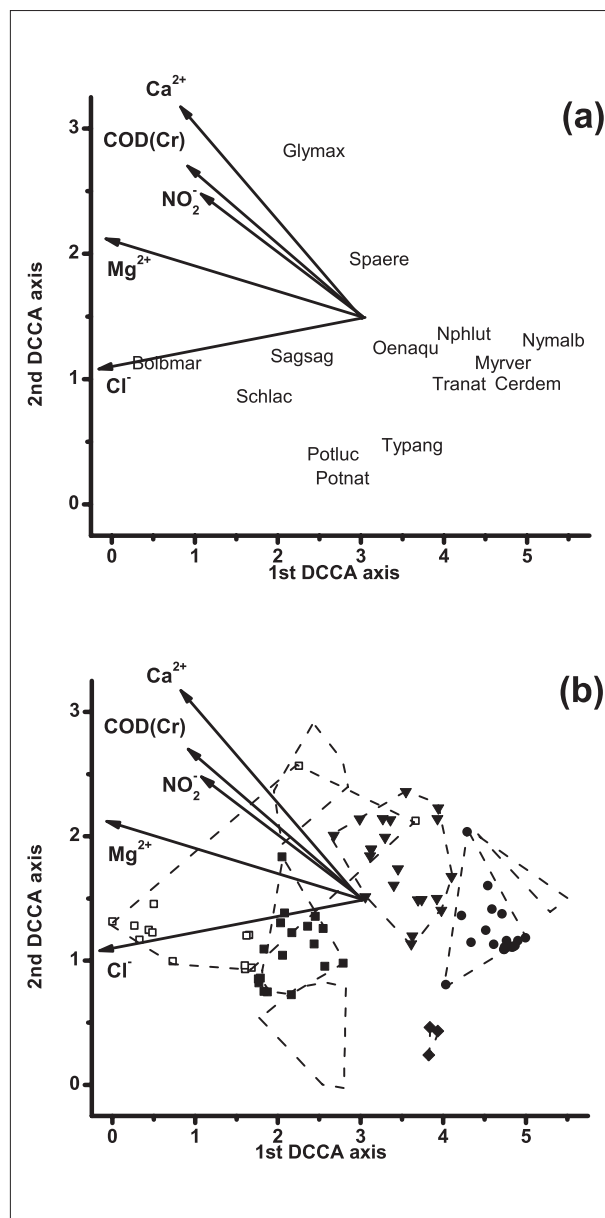 (a)
Ca2+
COD(Cr)
NO2-
Mg2+
Cl-
Glymax
Spaere
Oenaqu
Nphlut
Nymalb
Bolbmar
Sagsag
Myrver
Schlac
Tranat Cerdem
Potluc
Typang
Potnat
3
2
1
0
2nd DCCA axis
0 1 2 3 4 5
1st DCCA axis
(b)
Ca2+
COD(Cr)
NO2-
Mg2+
Cl-
3
2
1
0
2nd DCCA axis
0 1 2 3 4 5
1st DCCA axis